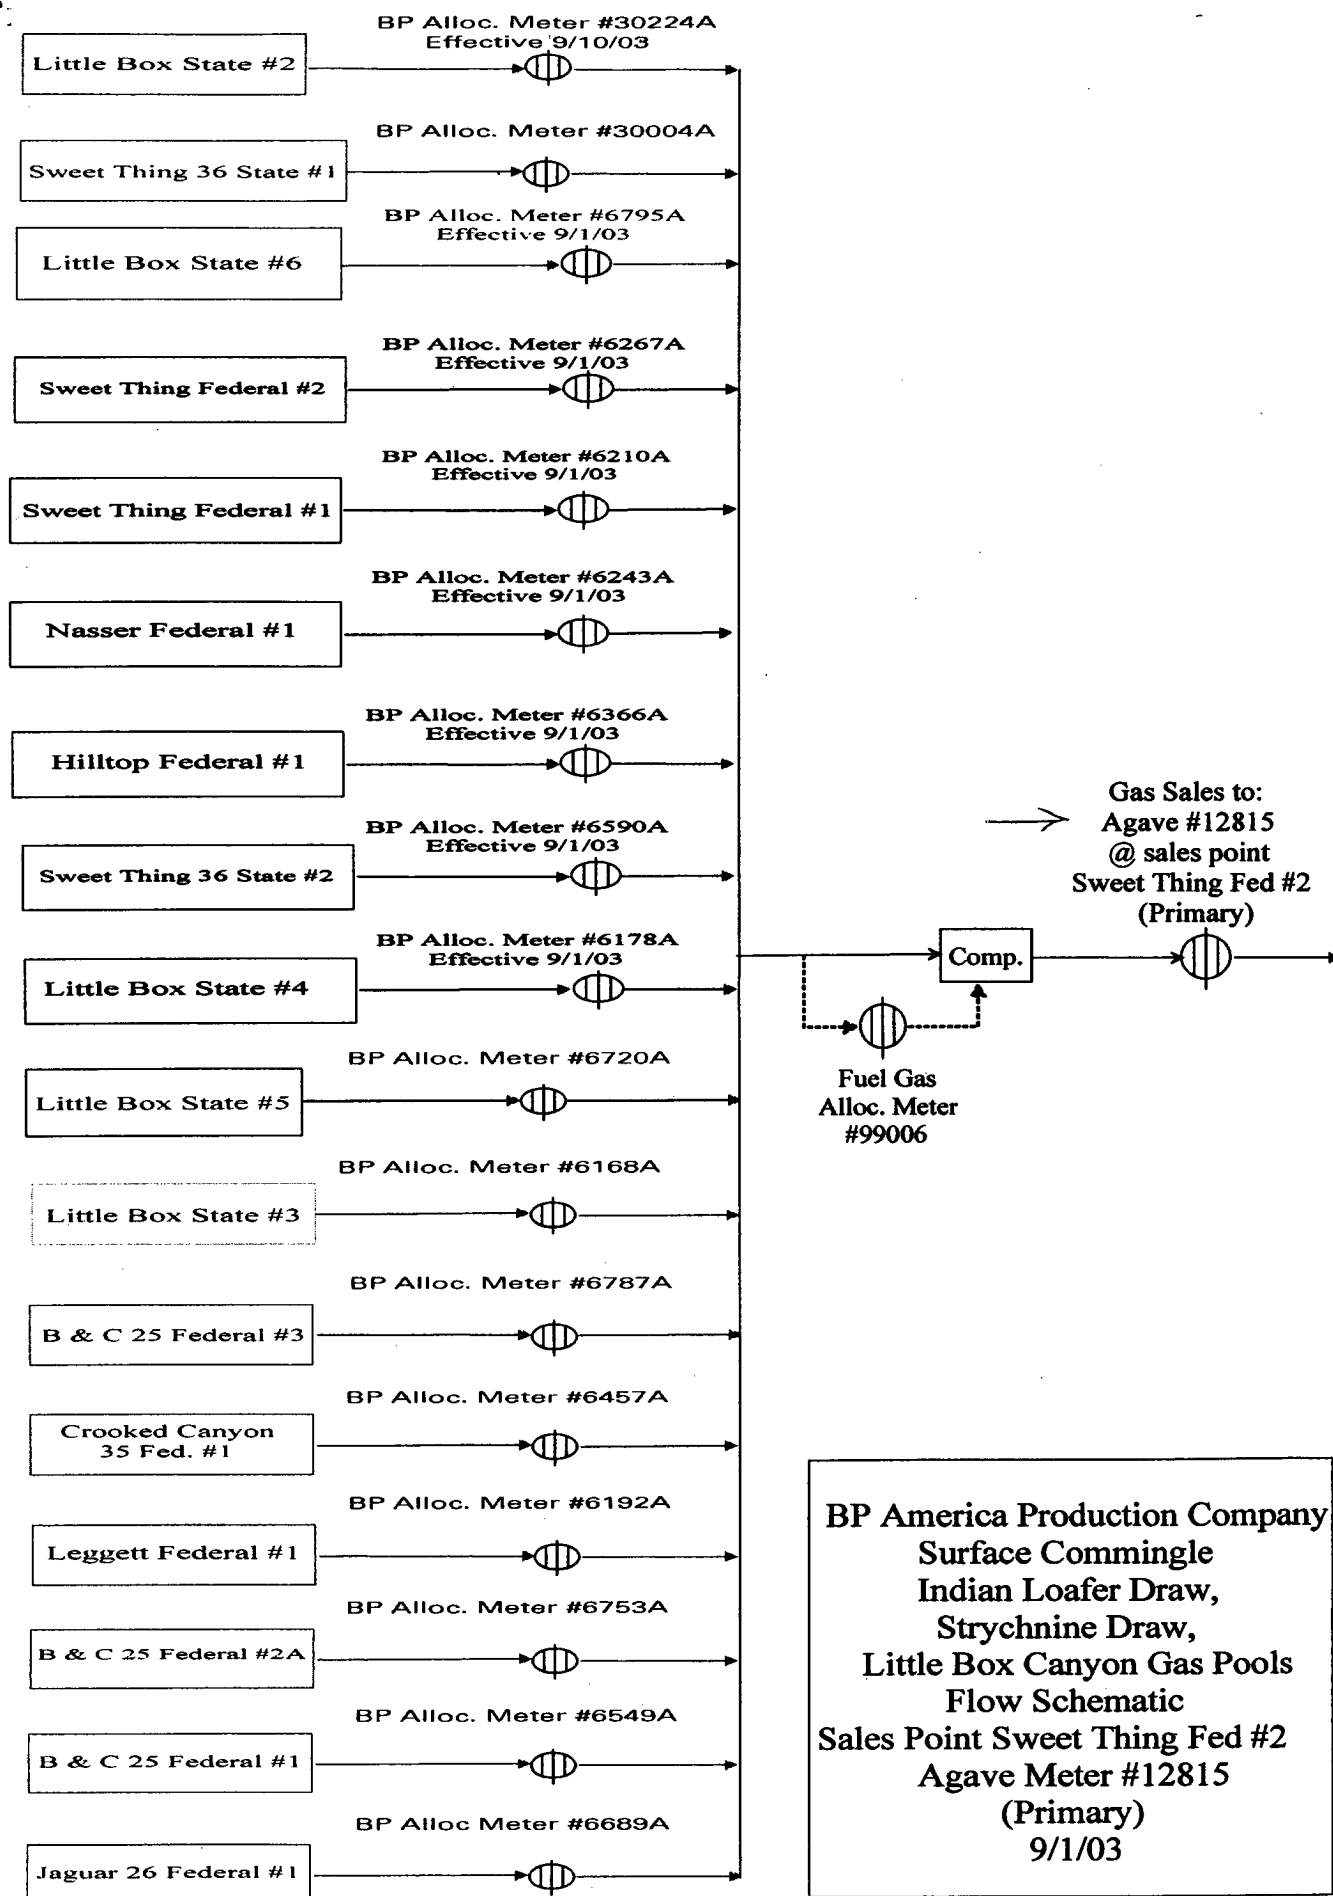 BP Alloc. Meter #30224A
Effective 9/10/03
Little Box State #2
BP Alloc. Meter #30004A
Sweet Thing 36 State #1
BP Alloc. Meter #6795A
Effective 9/1/03
Little Box State #6
BP Alloc. Meter #6267A
Effective 9/1/03
Sweet Thing Federal #2
BP Alloc. Meter #6210A
Effective 9/1/03
Sweet Thing Federal #1
BP Alloc. Meter #6243A
Effective 9/1/03
Nasser Federal #1
BP Alloc. Meter #6366A
Effective 9/1/03
Hilltop Federal #1
BP Alloc. Meter #6590A
Effective 9/1/03
Sweet Thing 36 State #2
BP Alloc. Meter #6178A
Effective 9/1/03
Little Box State #4
BP Alloc. Meter #6720A
Little Box State #5
BP Alloc. Meter #6168A
Little Box State #3
BP Alloc. Meter #6787A
B & C 25 Federal #3
BP Alloc. Meter #6457A
Crooked Canyon
35 Fed. #1
BP Alloc. Meter #6192A
Leggett Federal #1
BP Alloc. Meter #6753A
B & C 25 Federal #2A
BP Alloc. Meter #6549A
B & C 25 Federal #1
BP Alloc Meter #6689A
Jaguar 26 Federal #1
Gas Sales to:
Agave #12815
@ sales point
Sweet Thing Fed #2
(Primary)
Comp.
Fuel Gas
Alloc. Meter
#99006
BP America Production Company
Surface Commingle
Indian Loafer Draw,
Strychnine Draw,
Little Box Canyon Gas Pools
Flow Schematic
Sales Point Sweet Thing Fed #2
Agave Meter #12815
(Primary)
9/1/03